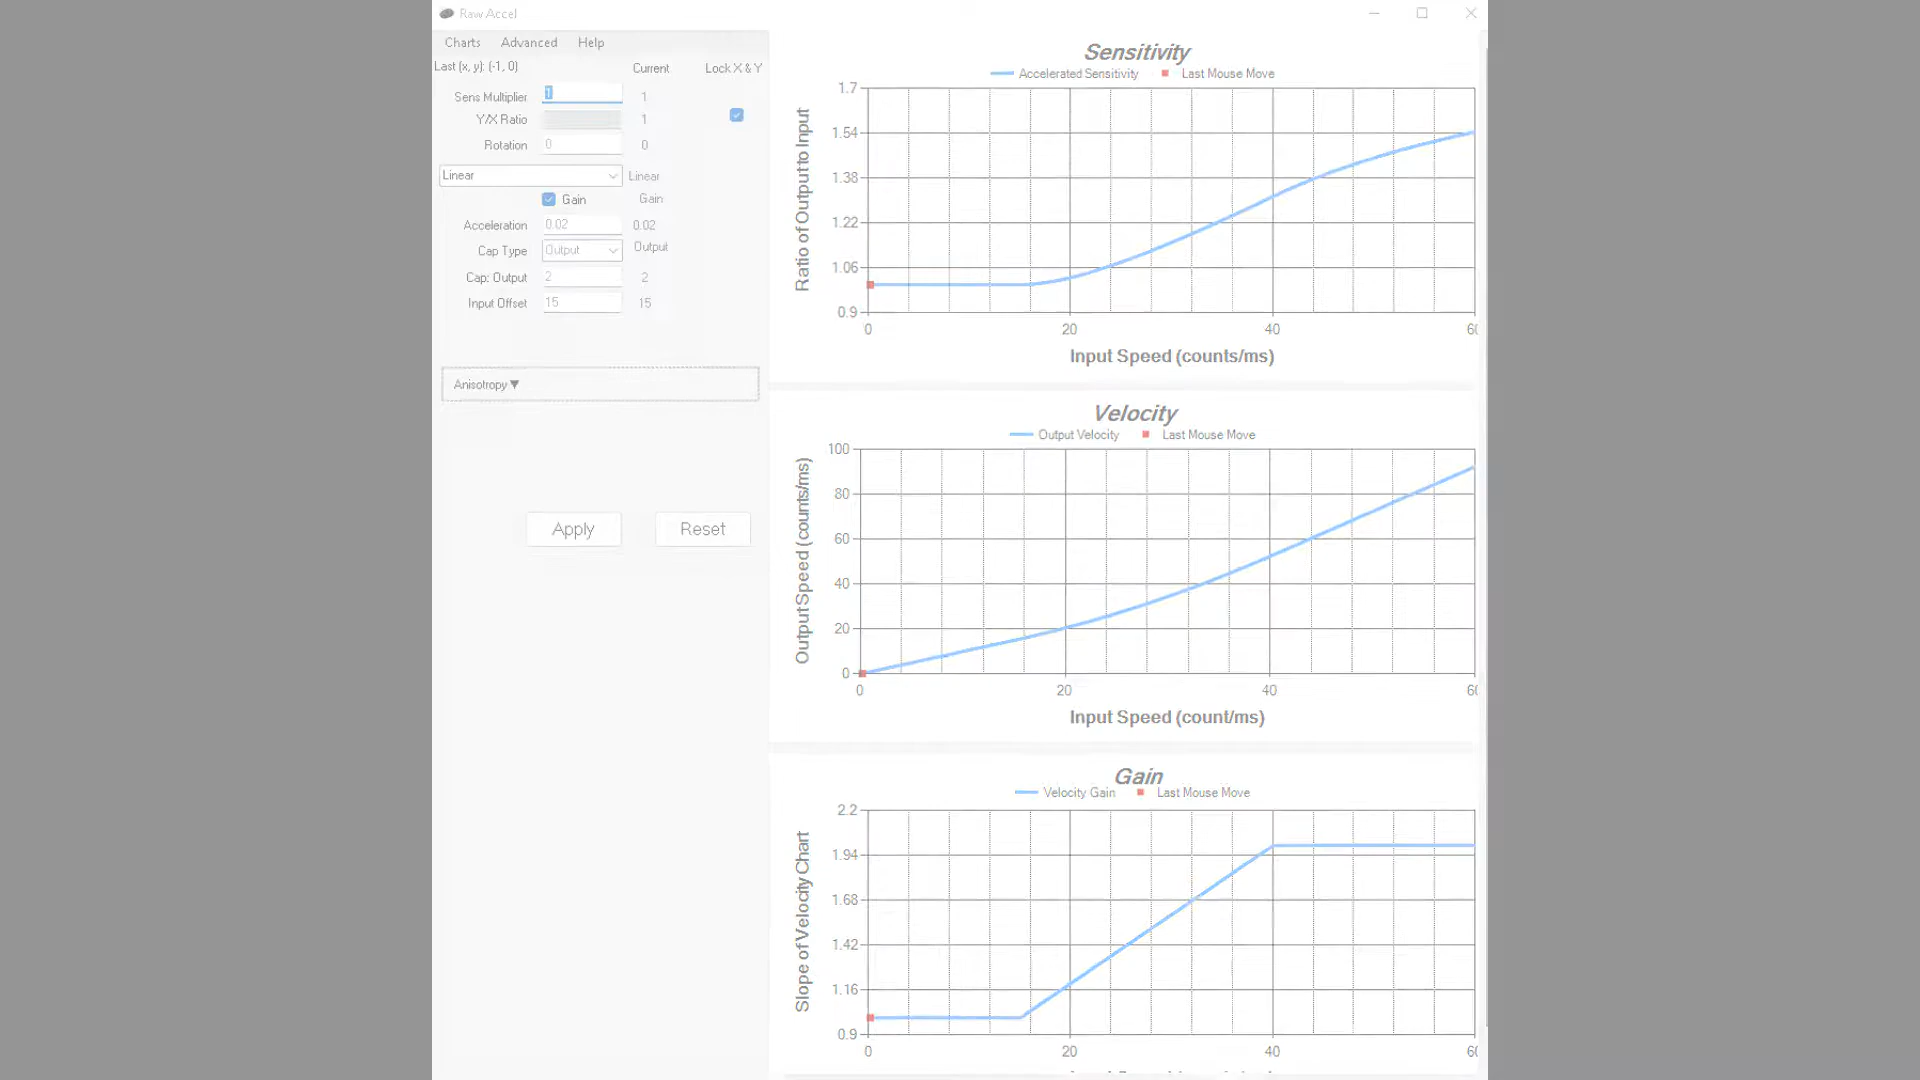 Raw Accel
Charts Advanced Help
Last (x, y): (-1, 0)
Current Lock X & Y
Sens Multiplier 1 1
Y/X Ratio 1
Rotation 0 0
Linear Linear
Gain Gain
Acceleration 0.02 0.02
Cap Type Output Output
Cap: Output 2 2
Input Offset 15 15
Anisotropy ▼
Apply Reset
Sensitivity
Accelerated Sensitivity Last Mouse Move
Ratio of Output to Input
1.7
1.54
1.38
1.22
1.06
0.9
0 20 40 60
Input Speed (counts/ms)
Velocity
Output Velocity Last Mouse Move
Output Speed (counts/ms)
100
80
60
40
20
0
0 20 40 60
Input Speed (count/ms)
Gain
Velocity Gain Last Mouse Move
Slope of Velocity Chart
2.2
1.94
1.68
1.42
1.16
0.9
0 20 40 60